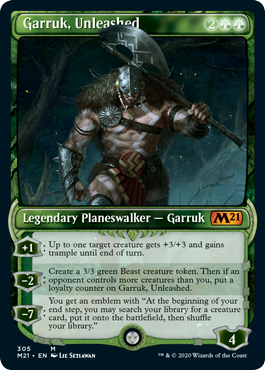 Garruk, Unleashed 2
Legendary Planeswalker — Garruk M21
+1: Up to one target creature gets +3/+3 and gains
trample until end of turn.
Create a 3/3 green Beast creature token. Then if an
−2: opponent controls more creatures than you, put a
loyalty counter on Garruk, Unleashed.
You get an emblem with "At the beginning of your
−7: end step, you may search your library for a creature
card, put it onto the battlefield, then shuffle
your library."
4
305 M
M21 • EN Lee Setiawan ™ & © 2020 Wizards of the Coast